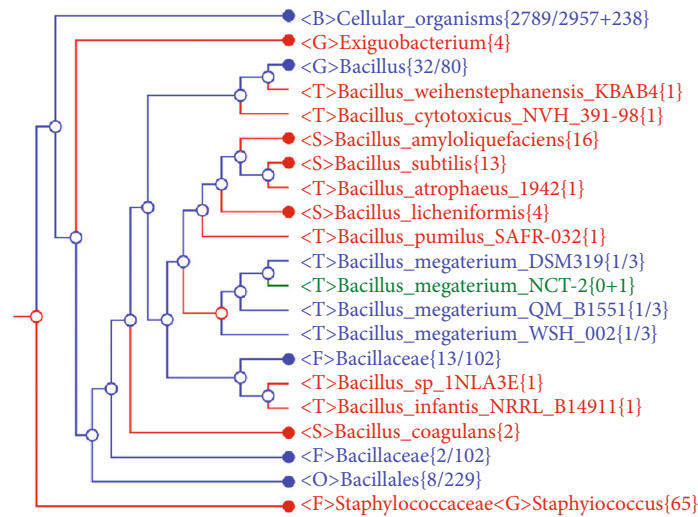 <B>Cellular_organisms{2789/2957+238}
<G>Exiguobacterium{4}
<G>Bacillus{32/80}
<T>Bacillus_weihenstephanensis_KBAB4{1}
<T>Bacillus_cytotoxicus_NVH_391-98{1}
<S>Bacillus_amyloliquefaciens{16}
<S>Bacillus_subtilis{13}
<T>Bacillus_atrophaeus_1942{1}
<S>Bacillus_licheniformis{4}
<T>Bacillus_pumilus_SAFR-032{1}
<T>Bacillus_megaterium_DSM319{1/3}
<T>Bacillus_megaterium_NCT-2{0+1}
<T>Bacillus_megaterium_QM_B1551{1/3}
<T>Bacillus_megaterium_WSH_002{1/3}
<F>Bacillaceae{13/102}
<T>Bacillus_sp_1NLA3E{1}
<T>Bacillus_infantis_NRRL_B14911{1}
<S>Bacillus_coagulans{2}
<F>Bacillaceae{2/102}
<O>Bacillales{8/229}
<F>Staphylococcaceae<G>Staphyiococcus{65}